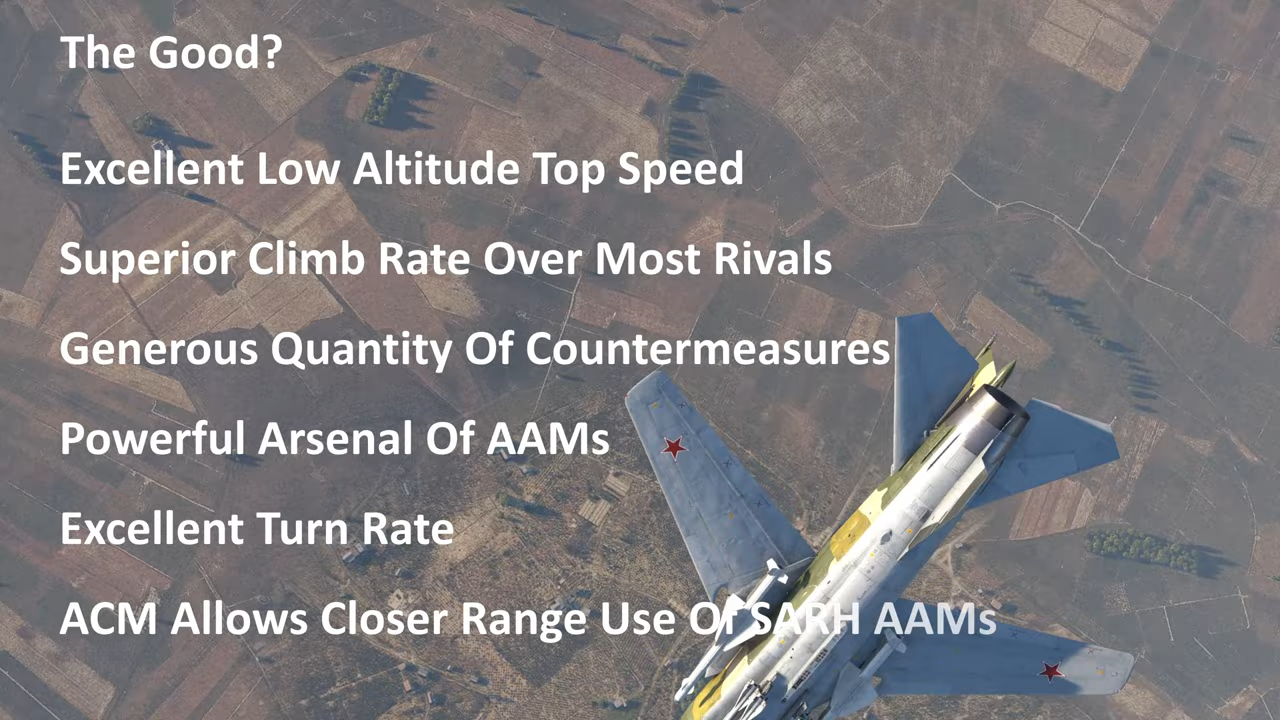 The Good?
Excellent Low Altitude Top Speed
Superior Climb Rate Over Most Rivals
Generous Quantity Of Countermeasures
Powerful Arsenal Of AAMs
Excellent Turn Rate
ACM Allows Closer Range Use Of SARH AAMs